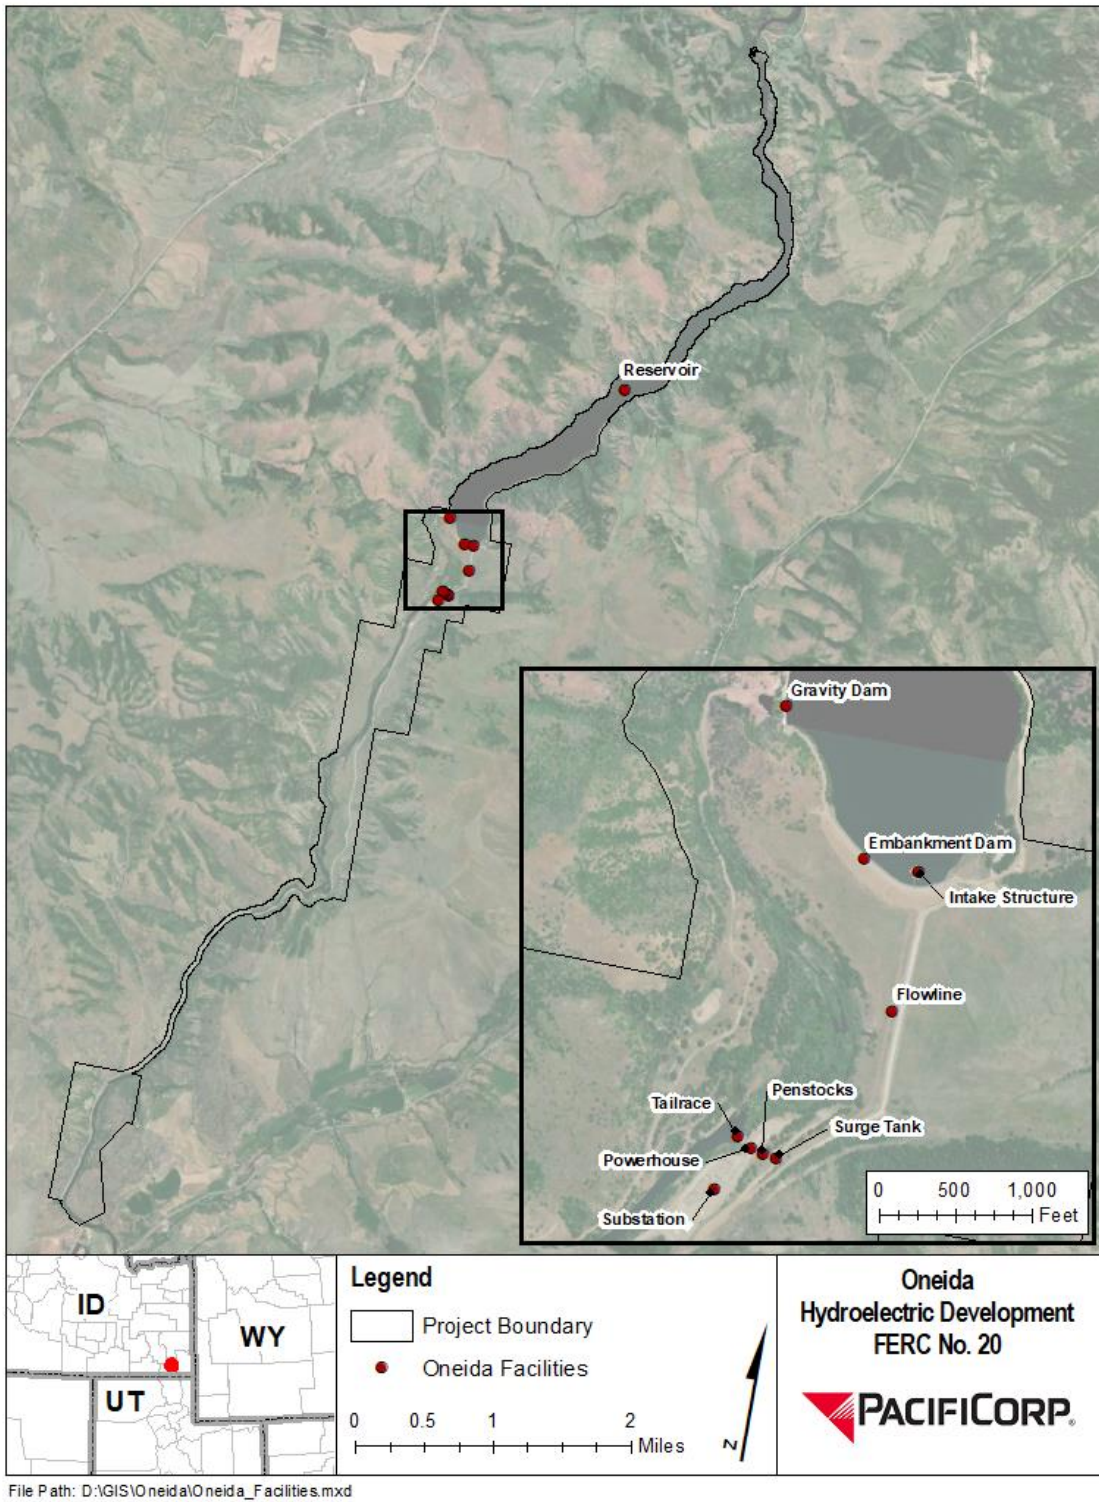 Reservoir
Gravity Dam
Embankment Dam
Intake Structure
Flowline
Penstocks
Tailrace
Surge Tank
Powerhouse
Substation
0 500 1,000
Feet
ID
WY
UT
Legend
Project Boundary
Oneida Facilities
0 0.5 1 2
Miles
N
Oneida
Hydroelectric Development
FERC No. 20
PACIFICORP.
File Path: D:\GIS\Oneida\Oneida_Facilities.mxd